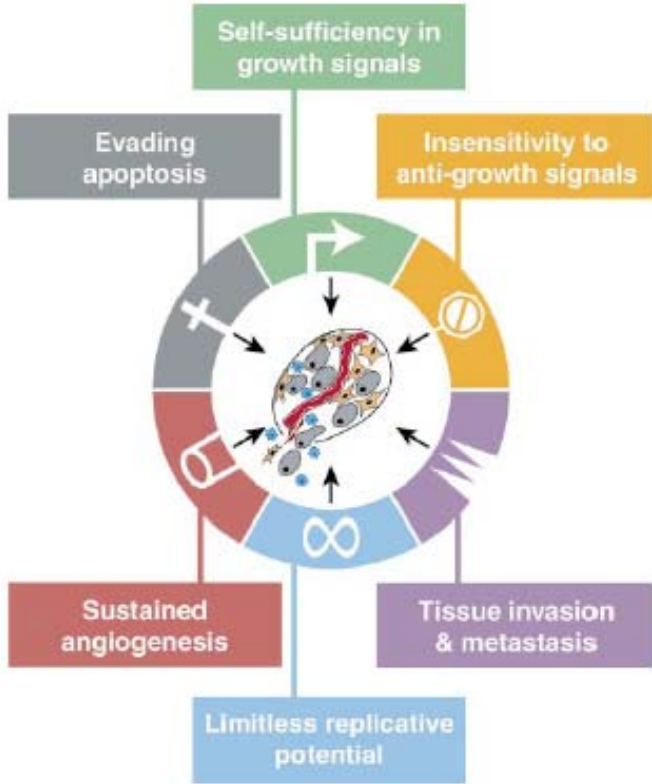 Self-sufficiency in
growth signals
Evading
apoptosis
Insensitivity to
anti-growth signals
Sustained
angiogenesis
Tissue invasion
& metastasis
Limitless replicative
potential